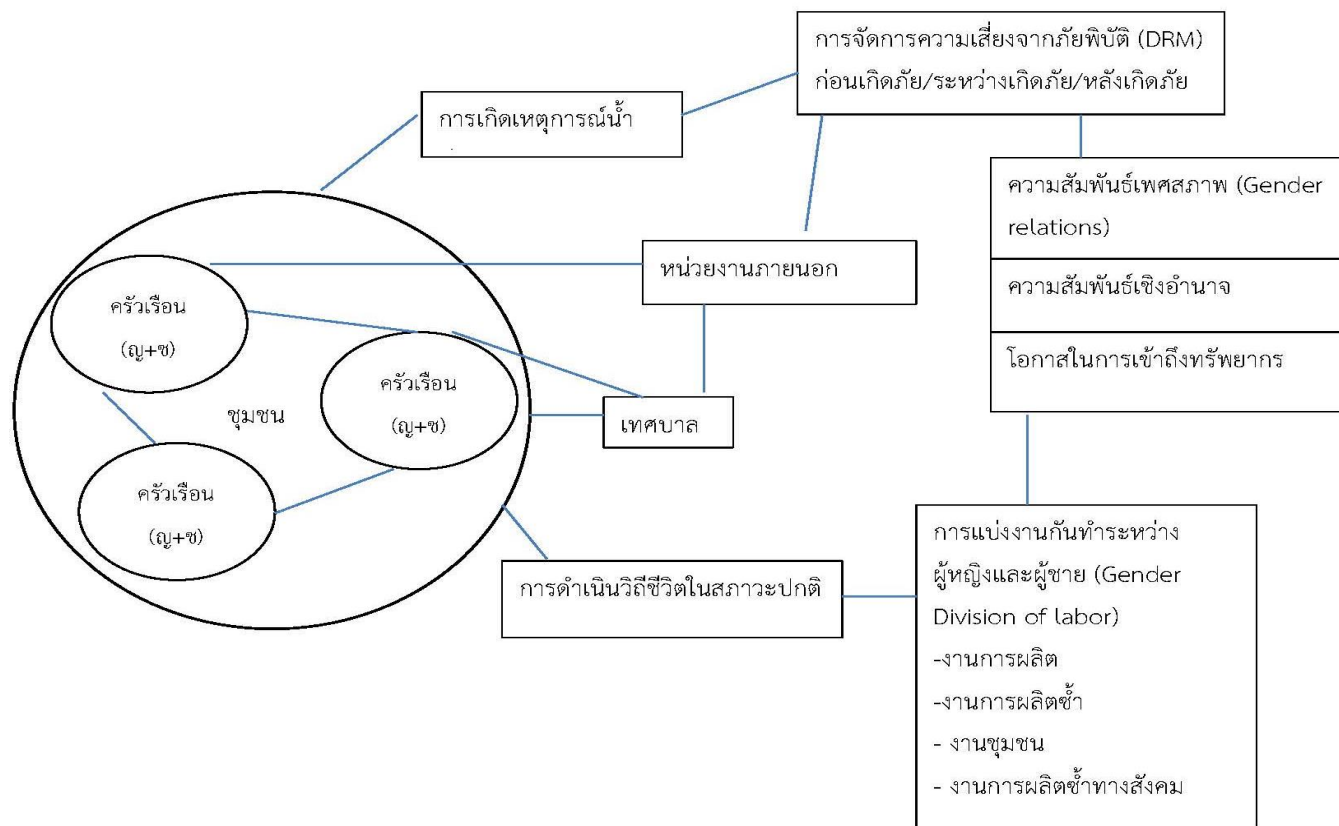 การจัดการความเสี่ยงจากภัยพิบัติ (DRM)
ก่อนเกิดภัย/ระหว่างเกิดภัย/หลังเกิดภัย
การเกิดเหตุการณ์น้ำ
ความสัมพันธ์เพศสภาพ (Gender
relations)
ความสัมพันธ์เชิงอำนาจ
โอกาสในการเข้าถึงทรัพยากร
หน่วยงานภายนอก
ครัวเรือน
(ญ+ช)
ครัวเรือน
(ญ+ช)
ชุมชน
เทศบาล
ครัวเรือน
(ญ+ช)
การดำเนินวิถีชีวิตในสภาวะปกติ
การแบ่งงานกันทำระหว่าง
ผู้หญิงและผู้ชาย (Gender
Division of labor)
-งานการผลิต
-งานการผลิตซ้ำ
- งานชุมชน
- งานการผลิตซ้ำทางสังคม